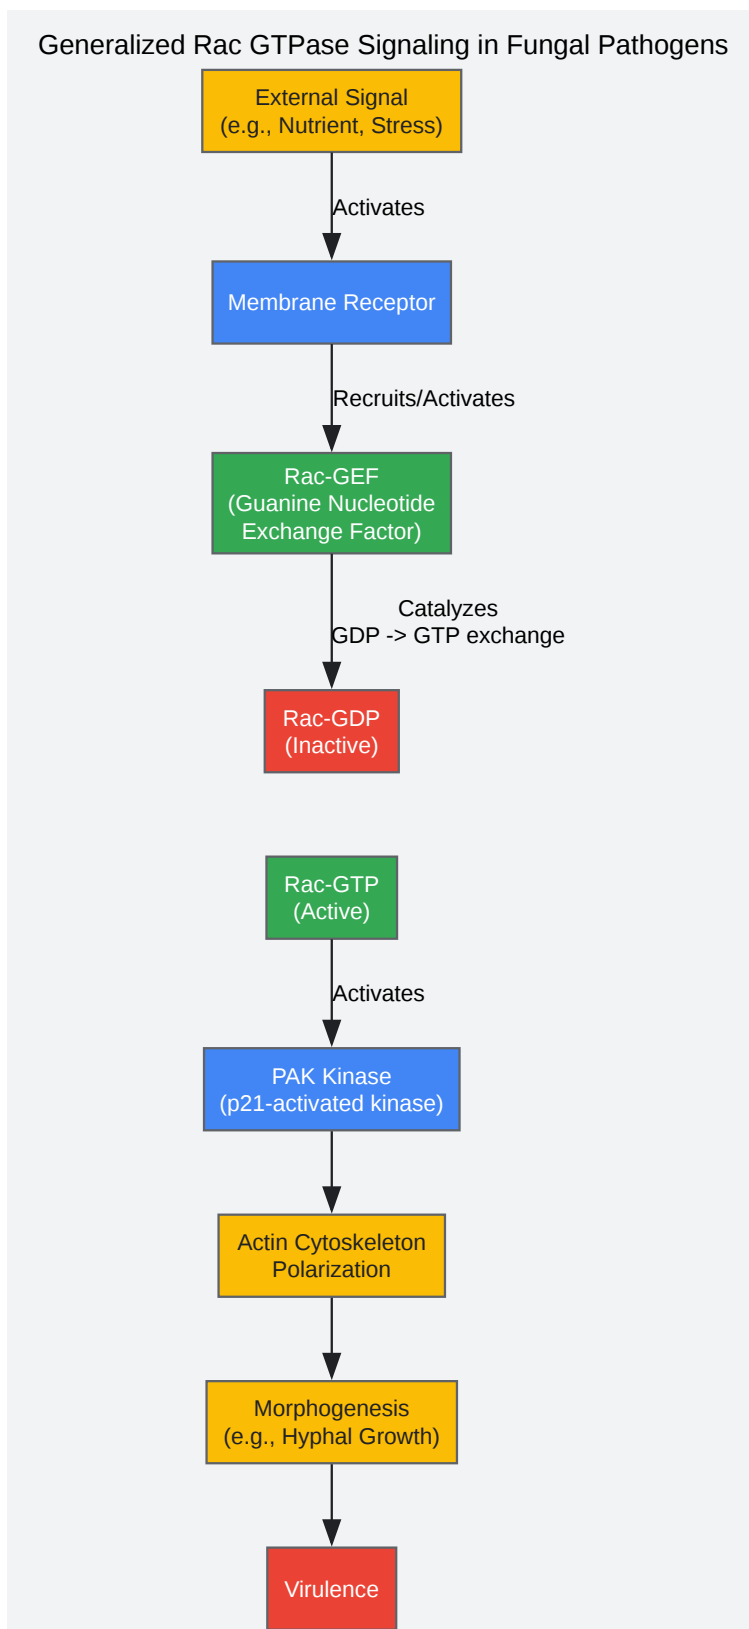 Generalized Rac GTPase Signaling in Fungal Pathogens
External Signal
(e.g., Nutrient, Stress)
Activates
Membrane Receptor
Recruits/Activates
Rac-GEF
(Guanine Nucleotide
Exchange Factor)
Catalyzes
GDP -> GTP exchange
Rac-GDP
(Inactive)
Rac-GTP
(Active)
Activates
PAK Kinase
(p21-activated kinase)
Actin Cytoskeleton
Polarization
Morphogenesis
(e.g., Hyphal Growth)
Virulence